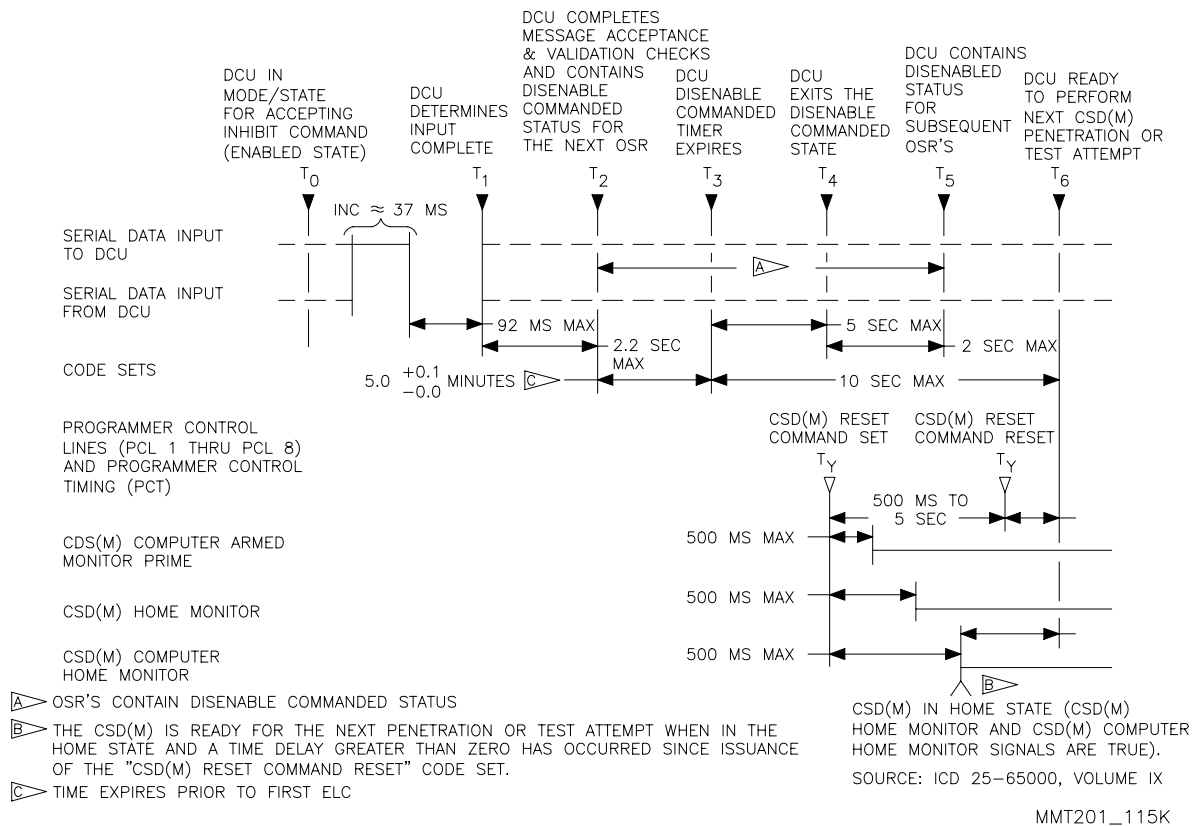 DCU IN
MODE/STATE
FOR ACCEPTING
INHIBIT COMMAND
(ENABLED STATE)
T0
DCU
DETERMINES
INPUT
COMPLETE
T1
DCU COMPLETES
MESSAGE ACCEPTANCE
& VALIDATION CHECKS
AND CONTAINS
DISENABLE
COMMANDED
STATUS FOR
THE NEXT OSR
T2
DCU
DISENABLE
COMMANDED
TIMER
EXPIRES
T3
DCU
EXITS THE
DISENABLE
COMMANDED
STATE
T4
DCU CONTAINS
DISENABLED
STATUS
FOR
SUBSEQUENT
OSR'S
T5
DCU READY
TO PERFORM
NEXT CSD(M)
PENETRATION OR
TEST ATTEMPT
T6
INC ≈ 37 MS
SERIAL DATA INPUT
TO DCU
A
SERIAL DATA INPUT
FROM DCU
92 MS MAX
5 SEC MAX
2.2 SEC
MAX
2 SEC MAX
CODE SETS
5.0 +0.1 -0.0 MINUTES C
10 SEC MAX
PROGRAMMER CONTROL
LINES (PCL 1 THRU PCL 8)
AND PROGRAMMER CONTROL
TIMING (PCT)
CSD(M) RESET
COMMAND SET
TY
CSD(M) RESET
COMMAND RESET
TY
500 MS TO
5 SEC
CDS(M) COMPUTER ARMED
MONITOR PRIME
500 MS MAX
CSD(M) HOME MONITOR
500 MS MAX
CSD(M) COMPUTER
HOME MONITOR
500 MS MAX
B
CSD(M) IN HOME STATE (CSD(M)
HOME MONITOR AND CSD(M) COMPUTER
HOME MONITOR SIGNALS ARE TRUE).
A OSR'S CONTAIN DISENABLE COMMANDED STATUS
B THE CSD(M) IS READY FOR THE NEXT PENETRATION OR TEST ATTEMPT WHEN IN THE
HOME STATE AND A TIME DELAY GREATER THAN ZERO HAS OCCURRED SINCE ISSUANCE
OF THE "CSD(M) RESET COMMAND RESET" CODE SET.
C TIME EXPIRES PRIOR TO FIRST ELC
SOURCE: ICD 25-65000, VOLUME IX
MMT201_115K